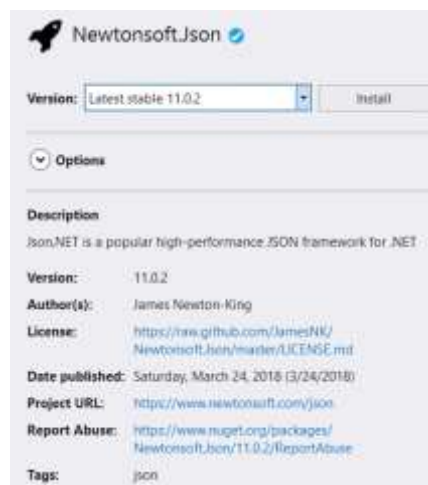 Newtonsoft.Json
Version: Latest stable 11.0.2 Install
Options
Description
Json.NET is a popular high-performance JSON framework for .NET
Version: 11.0.2
Author(s): James Newton-King
License: https://raw.github.com/JamesNK/
Newtonsoft.Json/master/LICENSE.md
Date published: Saturday, March 24, 2018 (3/24/2018)
Project URL: https://www.newtonsoft.com/json
Report Abuse: https://www.nuget.org/packages/
Newtonsoft.Json/11.0.2/ReportAbuse
Tags: json